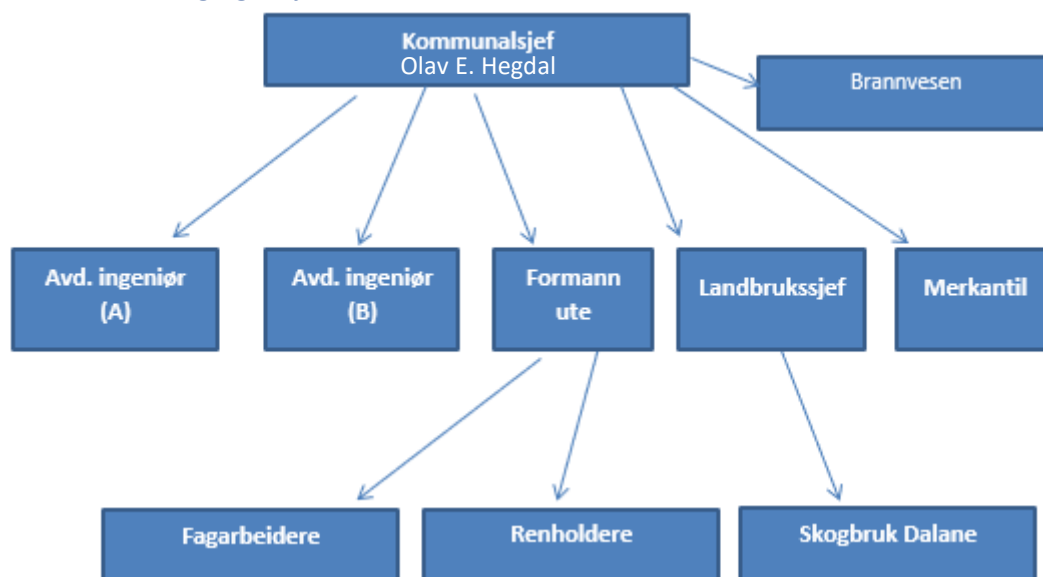 Kommunalsjef
Olav E. Hegdal
Brannvesen
Avd. ingeniør
(A)
Avd. ingeniør
(B)
Formann
ute
Landbrukssjef
Merkantil
Fagarbeidere
Renholdere
Skogbruk Dalane